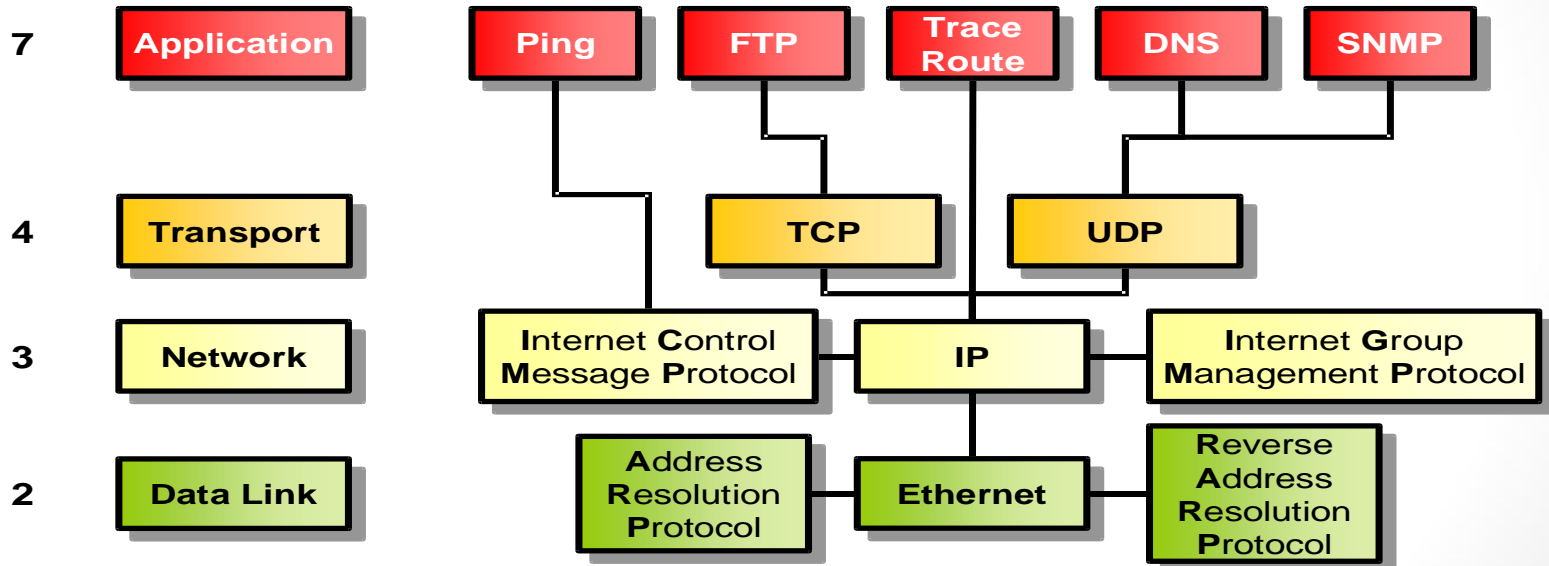 7
Application
Ping
FTP
Trace
Route
DNS
SNMP
4
Transport
TCP
UDP
3
Network
Internet Control
Message Protocol
IP
Internet Group
Management Protocol
2
Data Link
Address
Resolution
Protocol
Ethernet
Reverse
Address
Resolution
Protocol